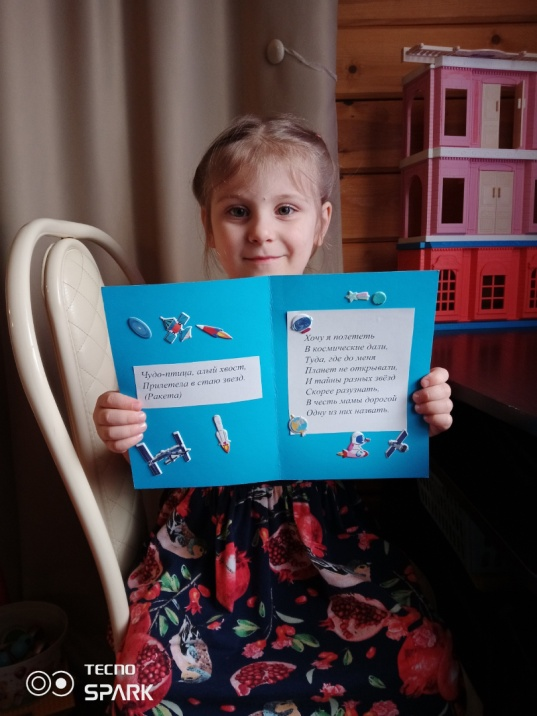 Чудо-птица, алый хвост,
Прилетела в стаю звезд.
(Ракета)
Хочу я полететь
В космические дали,
Туда, где до меня
Планет не открывали,
И тайны разных звёзд
Скорее разузнать,
В честь мамы дорогой
Одну из них назвать.
TECNO
SPARK